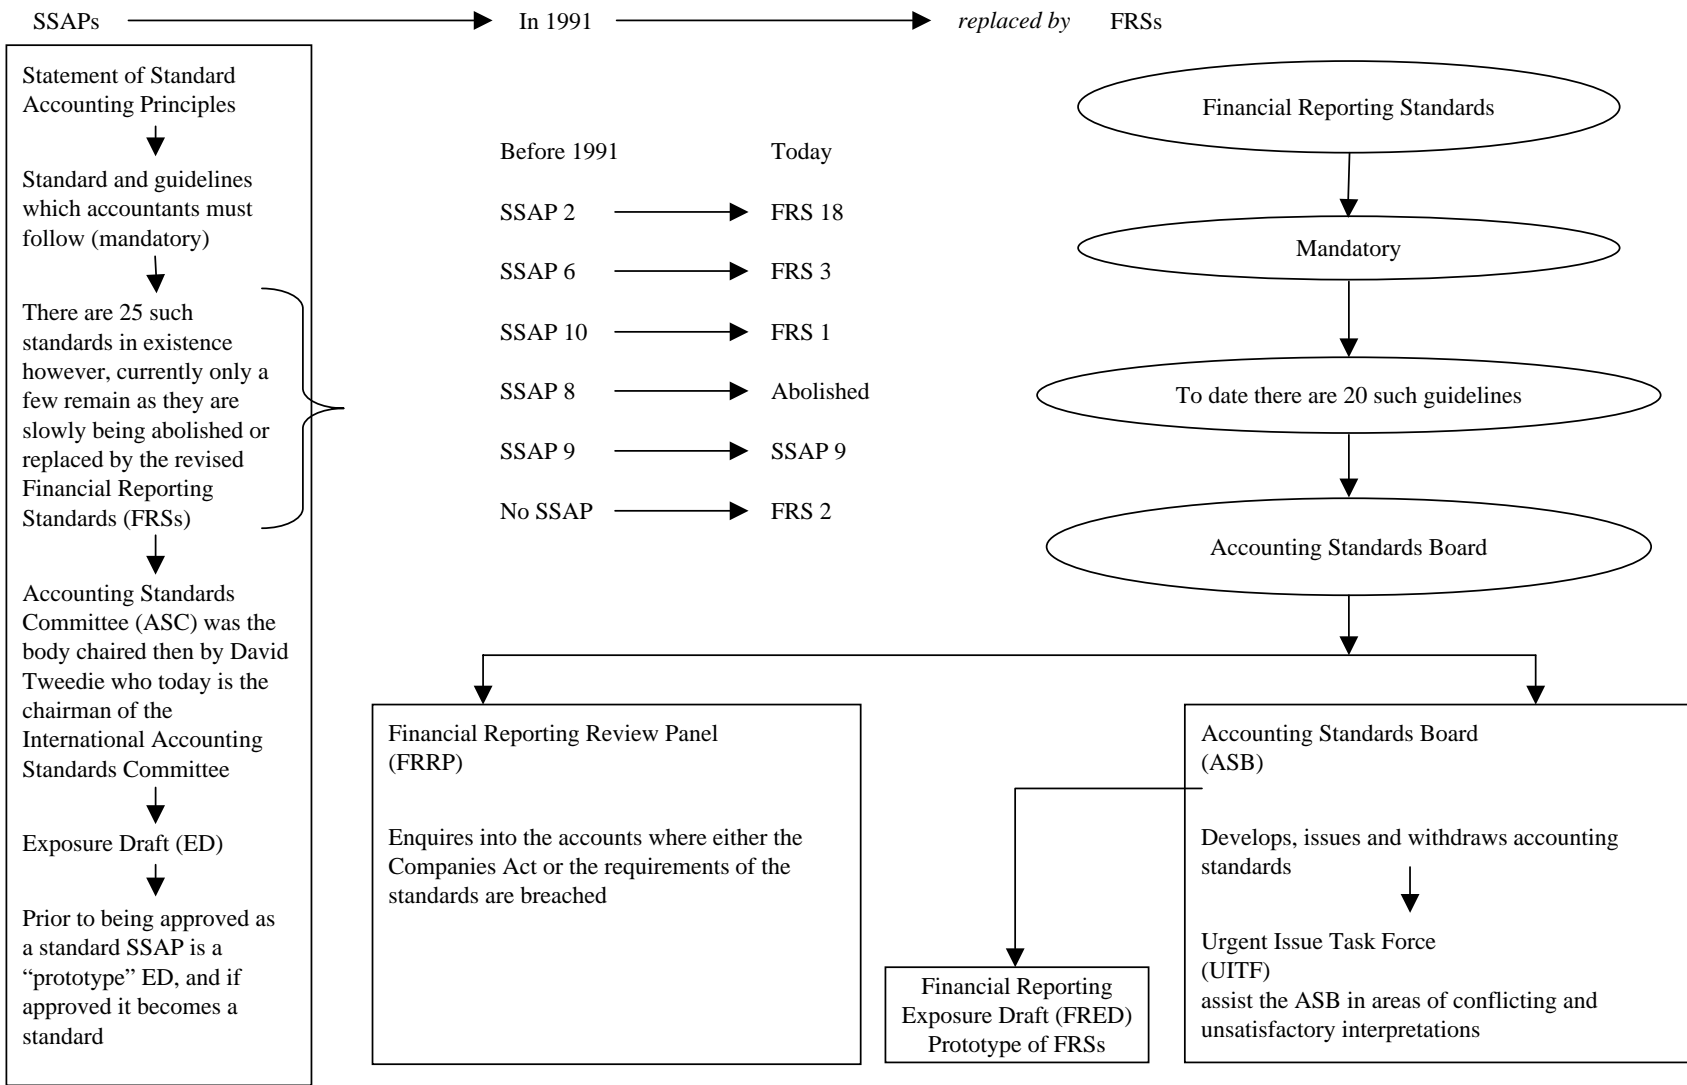 SSAPs In 1991 replaced by FRSs
Statement of Standard
Accounting Principles
Standard and guidelines
which accountants must
follow (mandatory)
There are 25 such
standards in existence
however, currently only a
few remain as they are
slowly being abolished or
replaced by the revised
Financial Reporting
Standards (FRSs)
Accounting Standards
Committee (ASC) was the
body chaired then by David
Tweedie who today is the
chairman of the
International Accounting
Standards Committee
Exposure Draft (ED)
Prior to being approved as
a standard SSAP is a
“prototype” ED, and if
approved it becomes a
standard
Before 1991 Today
SSAP 2 FRS 18
SSAP 6 FRS 3
SSAP 10 FRS 1
SSAP 8 Abolished
SSAP 9 SSAP 9
No SSAP FRS 2
Financial Reporting Standards
Mandatory
To date there are 20 such guidelines
Accounting Standards Board
Financial Reporting Review Panel
(FRRP)
Enquires into the accounts where either the
Companies Act or the requirements of the
standards are breached
Accounting Standards Board
(ASB)
Develops, issues and withdraws accounting
standards
Urgent Issue Task Force
(UITF)
assist the ASB in areas of conflicting and
unsatisfactory interpretations
Financial Reporting
Exposure Draft (FRED)
Prototype of FRSs